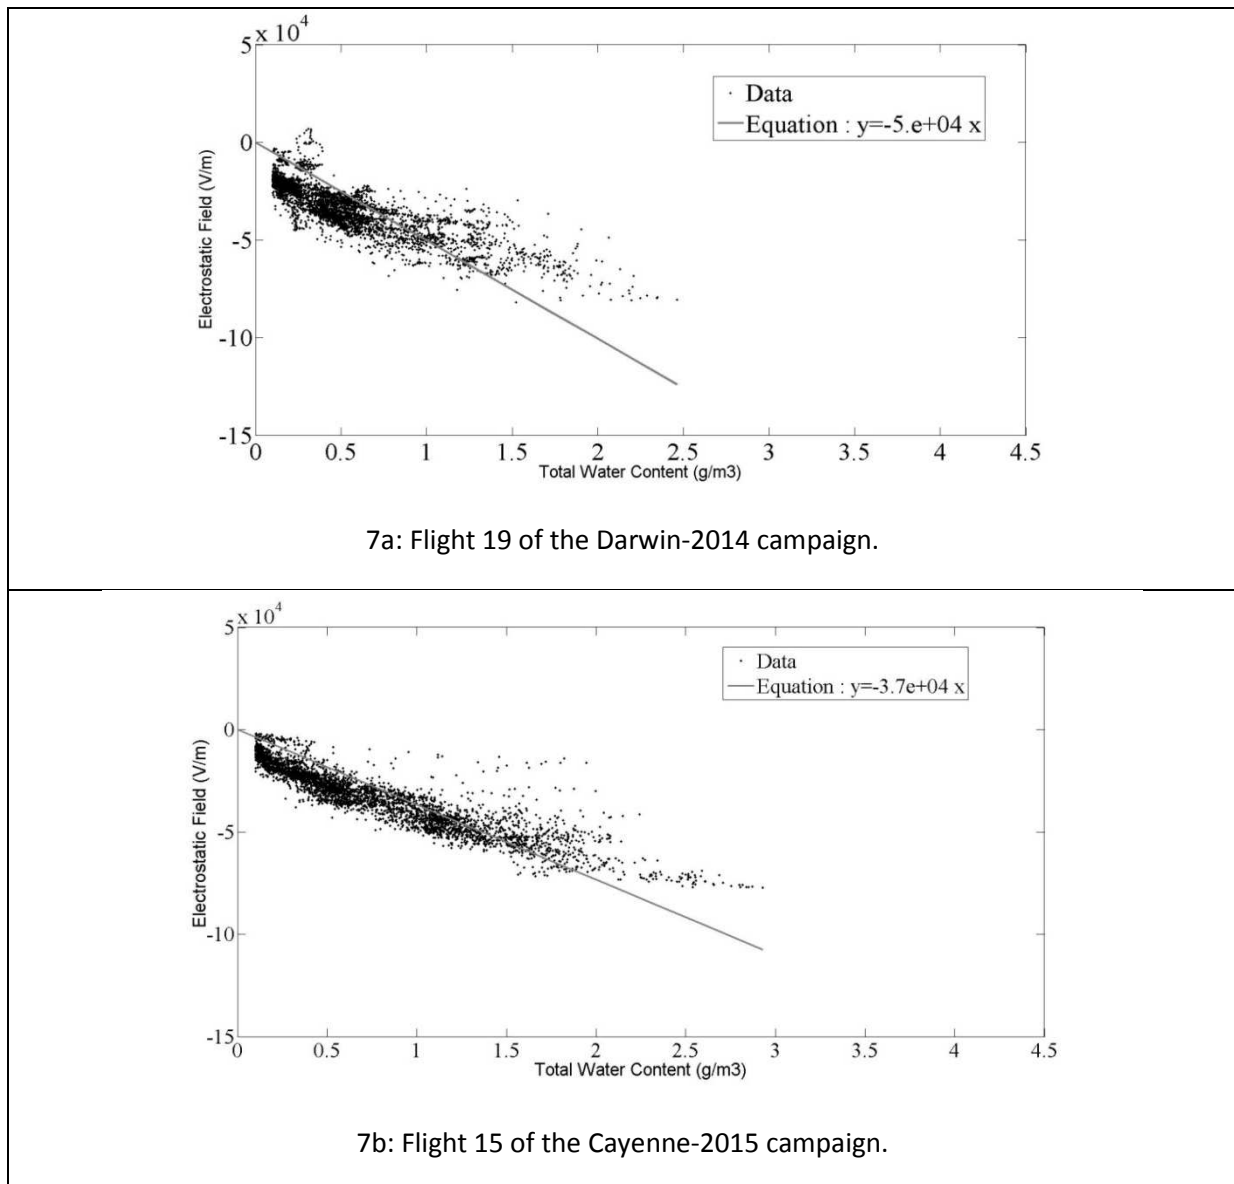 5 x 10^4
Data
Equation : y=-5.e+04 x
0
-5
-10
-15
Electrostatic Field (V/m)
0 0.5 1 1.5 2 2.5 3 3.5 4 4.5
Total Water Content (g/m3)
7a: Flight 19 of the Darwin-2014 campaign.
5 x 10^4
Data
Equation : y=-3.7e+04 x
0
-5
-10
-15
Electrostatic Field (V/m)
0 0.5 1 1.5 2 2.5 3 3.5 4 4.5
Total Water Content (g/m3)
7b: Flight 15 of the Cayenne-2015 campaign.